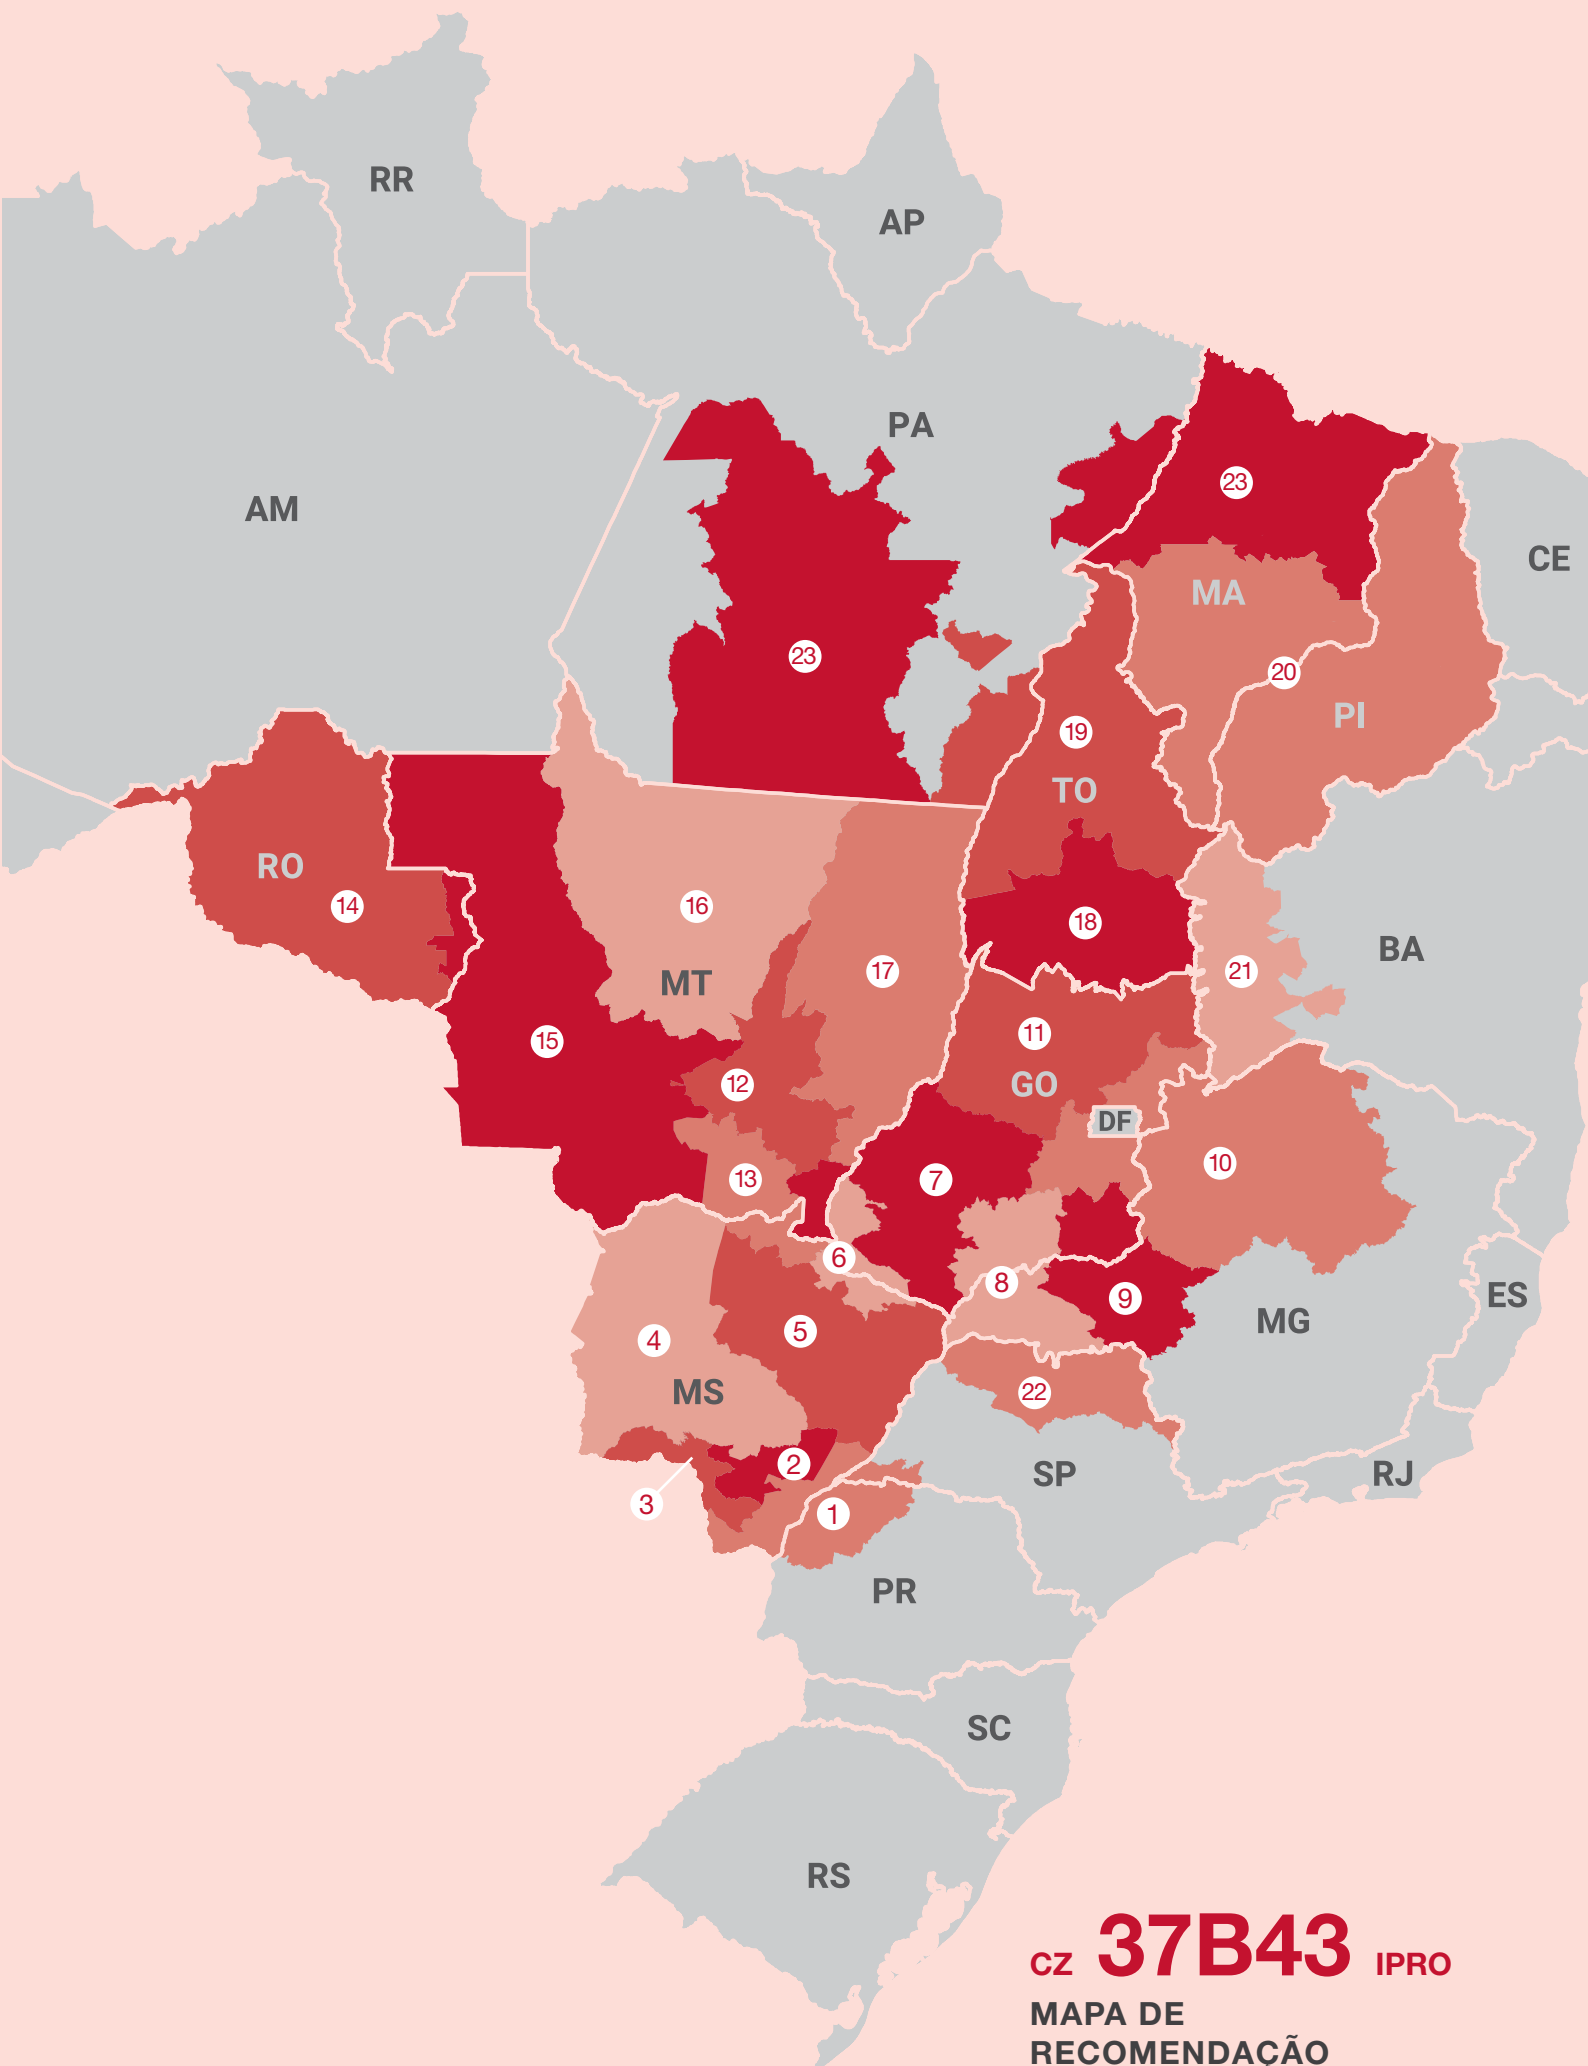 RR
AP
PA
AM
23
CE
MA
23
20
PI
19
TO
RO
14
16
18
BA
MT
17
21
15
11
12
GO
DF
10
13
7
6
8
9
ES
MG
5
4
MS
22
2
SP
RJ
3
1
PR
SC
RS
CZ 37B43 IPRO
MAPA DE
RECOMENDAÇÃO